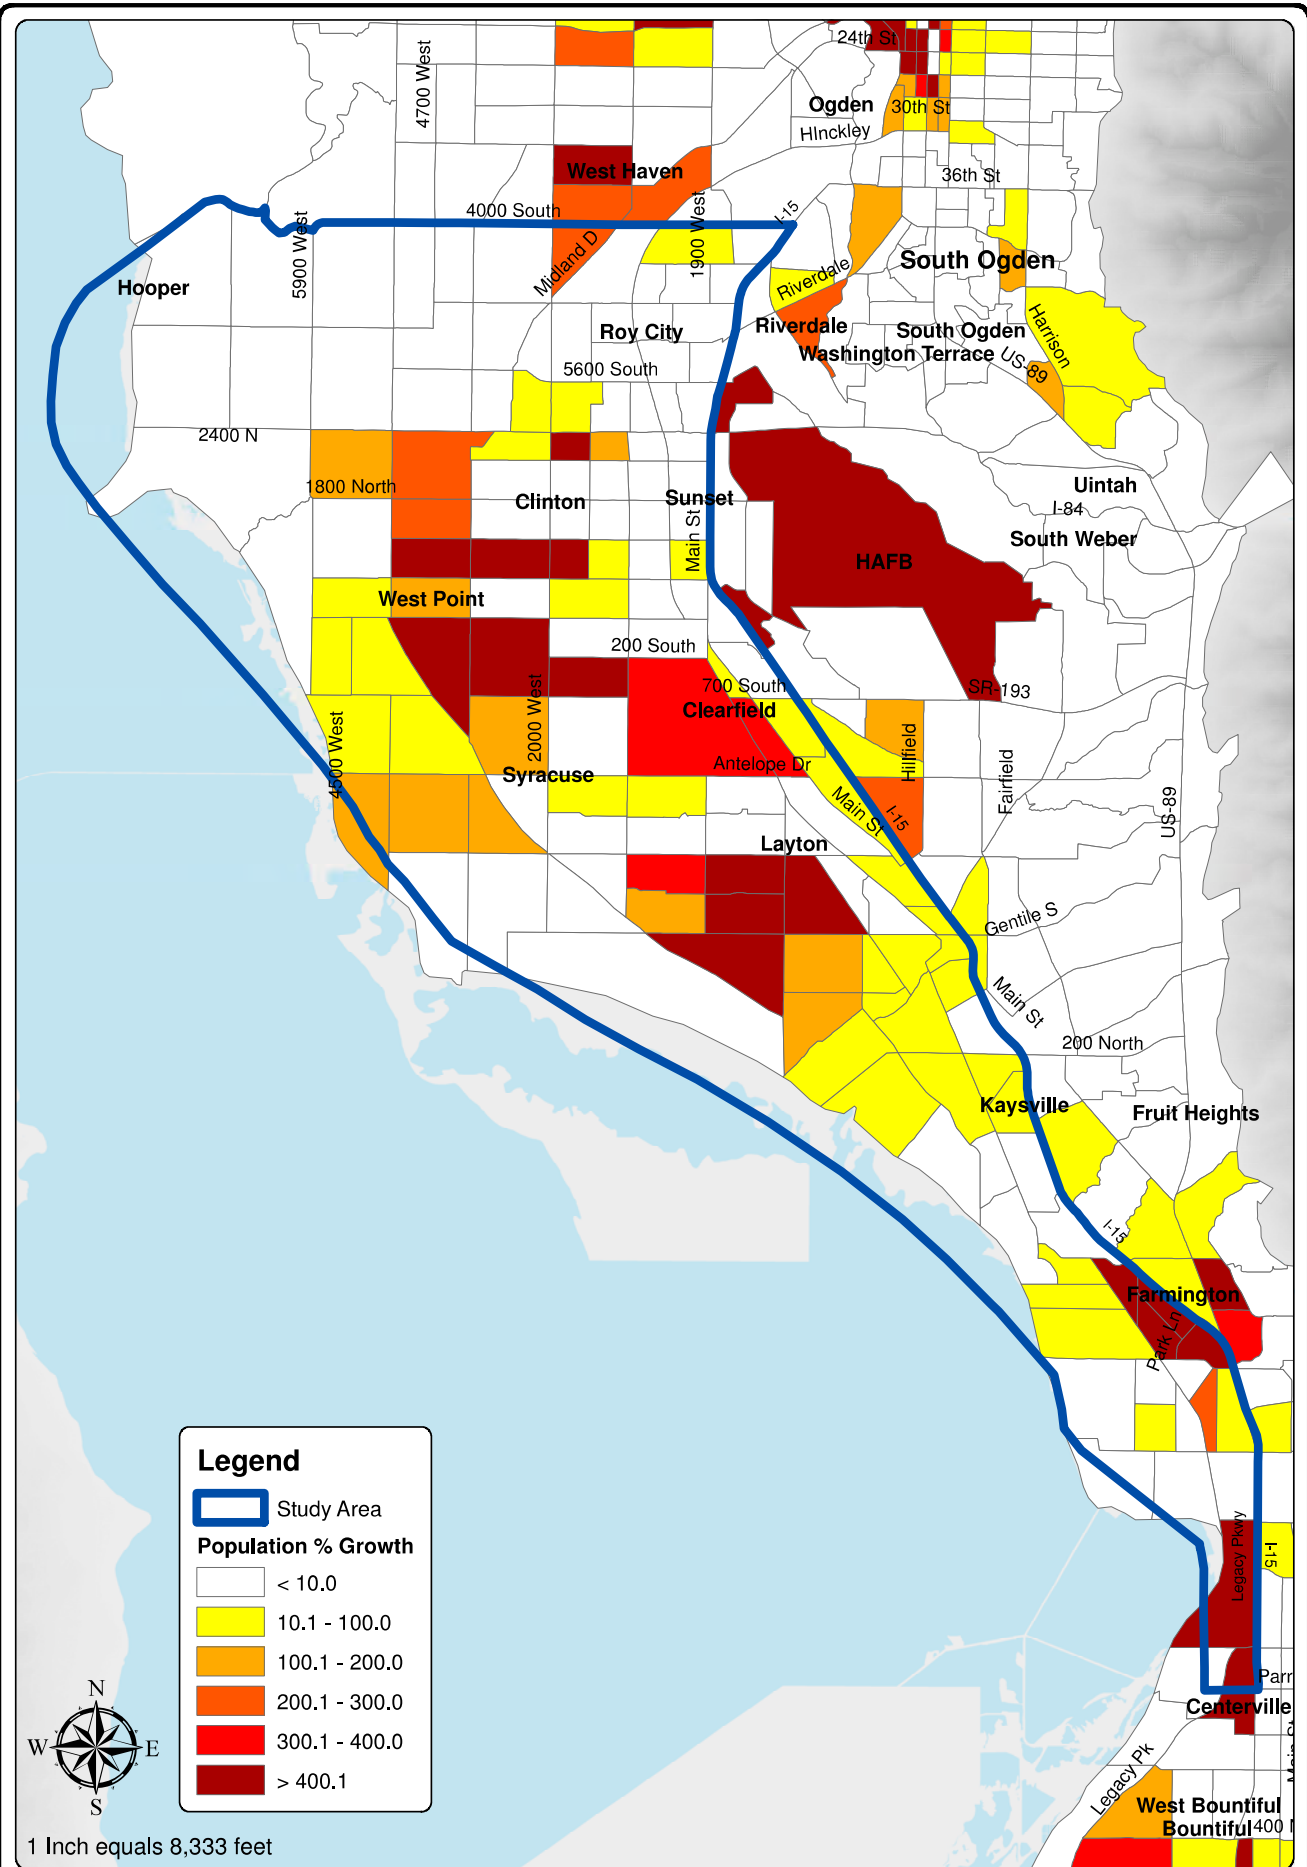 24th St
4700 West
Ogden
30th St
HInckley
West Haven
36th St
4000 South
I-15
1900 West
5900 West
Midland D
South Ogden
Riverdale
Hooper
Harrison
Roy City
Riverdale
South Ogden
Washington Terrace
US-89
5600 South
2400 N
1800 North
Clinton
Sunset
Uintah
I-84
Main St
South Weber
HAFB
West Point
200 South
700 South
SR-193
Clearfield
2000 West
4500 West
Hillfield
Fairfield
Syracuse
Antelope Dr
Main St
I-15
US-89
Layton
Gentile S
Main St
200 North
Kaysville
Fruit Heights
I-15
Farmington
Park Ln
Legend
Study Area
Population % Growth
< 10.0
10.1 - 100.0
100.1 - 200.0
200.1 - 300.0
300.1 - 400.0
> 400.1
Legacy Pkwy
I-15
Parr
Centerville
Legacy Pk
West Bountiful
Bountiful
400
N
W
E
S
1 Inch equals 8,333 feet